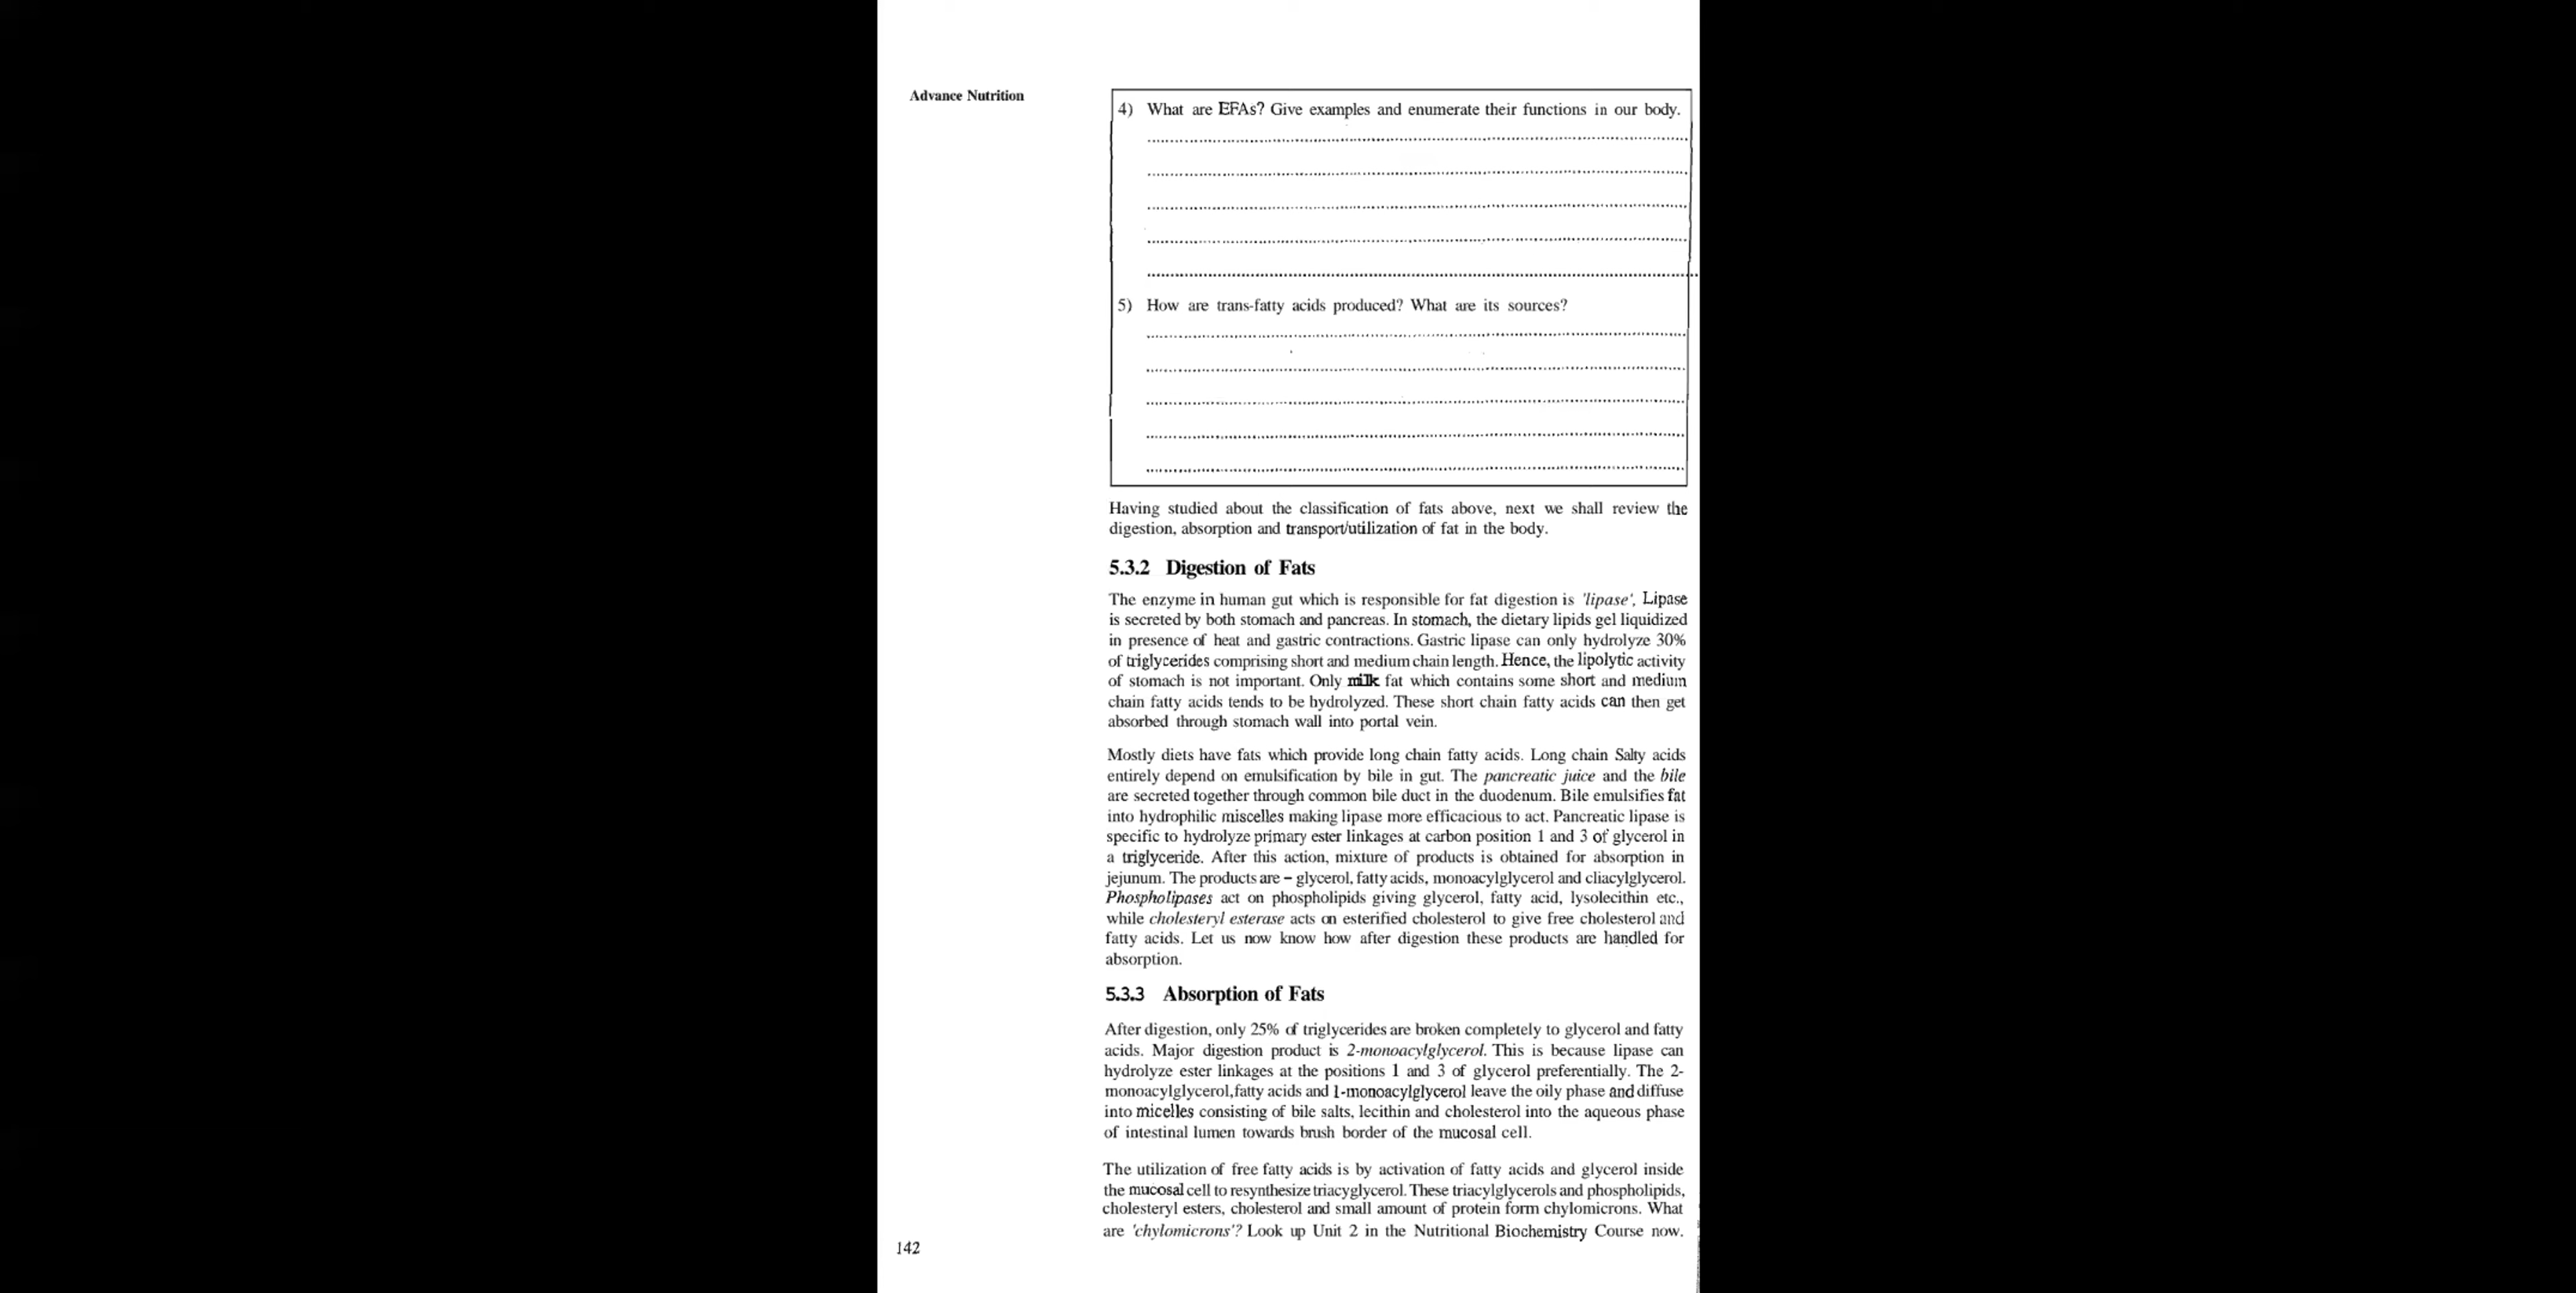 Advance Nutrition
4) What are EFAs? Give examples and enumerate their functions in our body.
5) How are trans-fatty acids produced? What are its sources?
Having studied about the classification of fats above, next we shall review the
digestion, absorption and transport/utilization of fat in the body.
5.3.2 Digestion of Fats
The enzyme in human gut which is responsible for fat digestion is 'lipase', Lipase
is secreted by both stomach and pancreas. In stomach, the dietary lipids gel liquidized
in presence of heat and gastric contractions. Gastric lipase can only hydrolyze 30%
of triglycerides comprising short and medium chain length. Hence, the lipolytic activity
of stomach is not important. Only milk fat which contains some short and medium
chain fatty acids tends to be hydrolyzed. These short chain fatty acids can then get
absorbed through stomach wall into portal vein.
Mostly diets have fats which provide long chain fatty acids. Long chain Salty acids
entirely depend on emulsification by bile in gut. The pancreatic juice and the bile
are secreted together through common bile duct in the duodenum. Bile emulsifies fat
into hydrophilic miscelles making lipase more efficacious to act. Pancreatic lipase is
specific to hydrolyze primary ester linkages at carbon position 1 and 3 of glycerol in
a triglyceride. After this action, mixture of products is obtained for absorption in
jejunum. The products are – glycerol, fatty acids, monoacylglycerol and cliacylglycerol.
Phospholipases act on phospholipids giving glycerol, fatty acid, lysolecithin etc.,
while cholesteryl esterase acts on esterified cholesterol to give free cholesterol and
fatty acids. Let us now know how after digestion these products are handled for
absorption.
5.3.3 Absorption of Fats
After digestion, only 25% of triglycerides are broken completely to glycerol and fatty
acids. Major digestion product is 2-monoacylglycerol. This is because lipase can
hydrolyze ester linkages at the positions 1 and 3 of glycerol preferentially. The 2-
monoacylglycerol,fatty acids and 1-monoacylglycerol leave the oily phase and diffuse
into micelles consisting of bile salts, lecithin and cholesterol into the aqueous phase
of intestinal lumen towards brush border of the mucosal cell.
The utilization of free fatty acids is by activation of fatty acids and glycerol inside
the mucosal cell to resynthesize triacyglycerol. These triacylglycerols and phospholipids,
cholesteryl esters, cholesterol and small amount of protein form chylomicrons. What
are 'chylomicrons'? Look up Unit 2 in the Nutritional Biochemistry Course now.
142